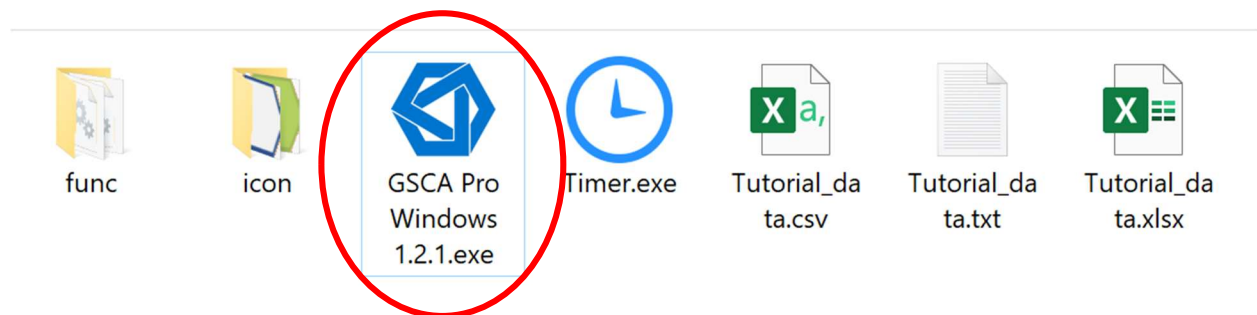 func
icon
GSCA Pro
Windows
1.2.1.exe
Timer.exe
Tutorial_da
ta.csv
Tutorial_da
ta.txt
Tutorial_da
ta.xlsx
X a,
X